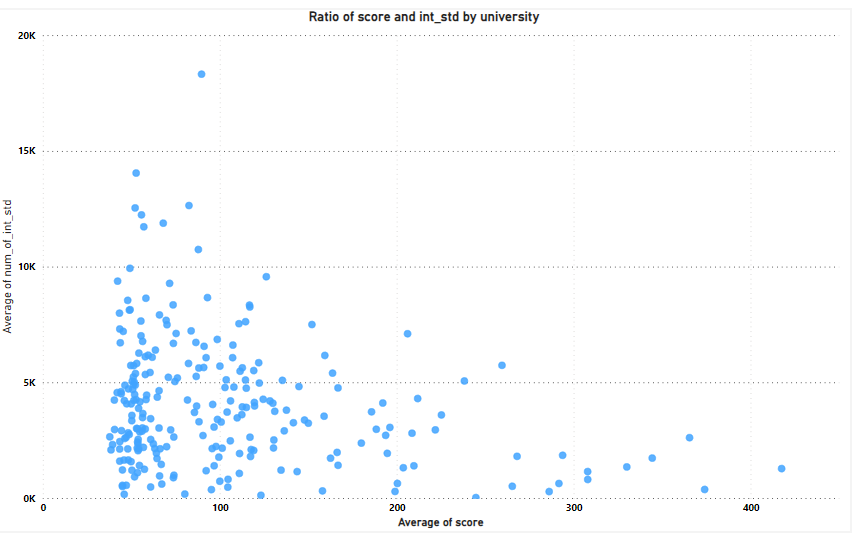 Ratio of score and int_std by university
20K
15K
10K
5K
0K
Average of num_of_int_std
0
100
200
300
400
Average of score